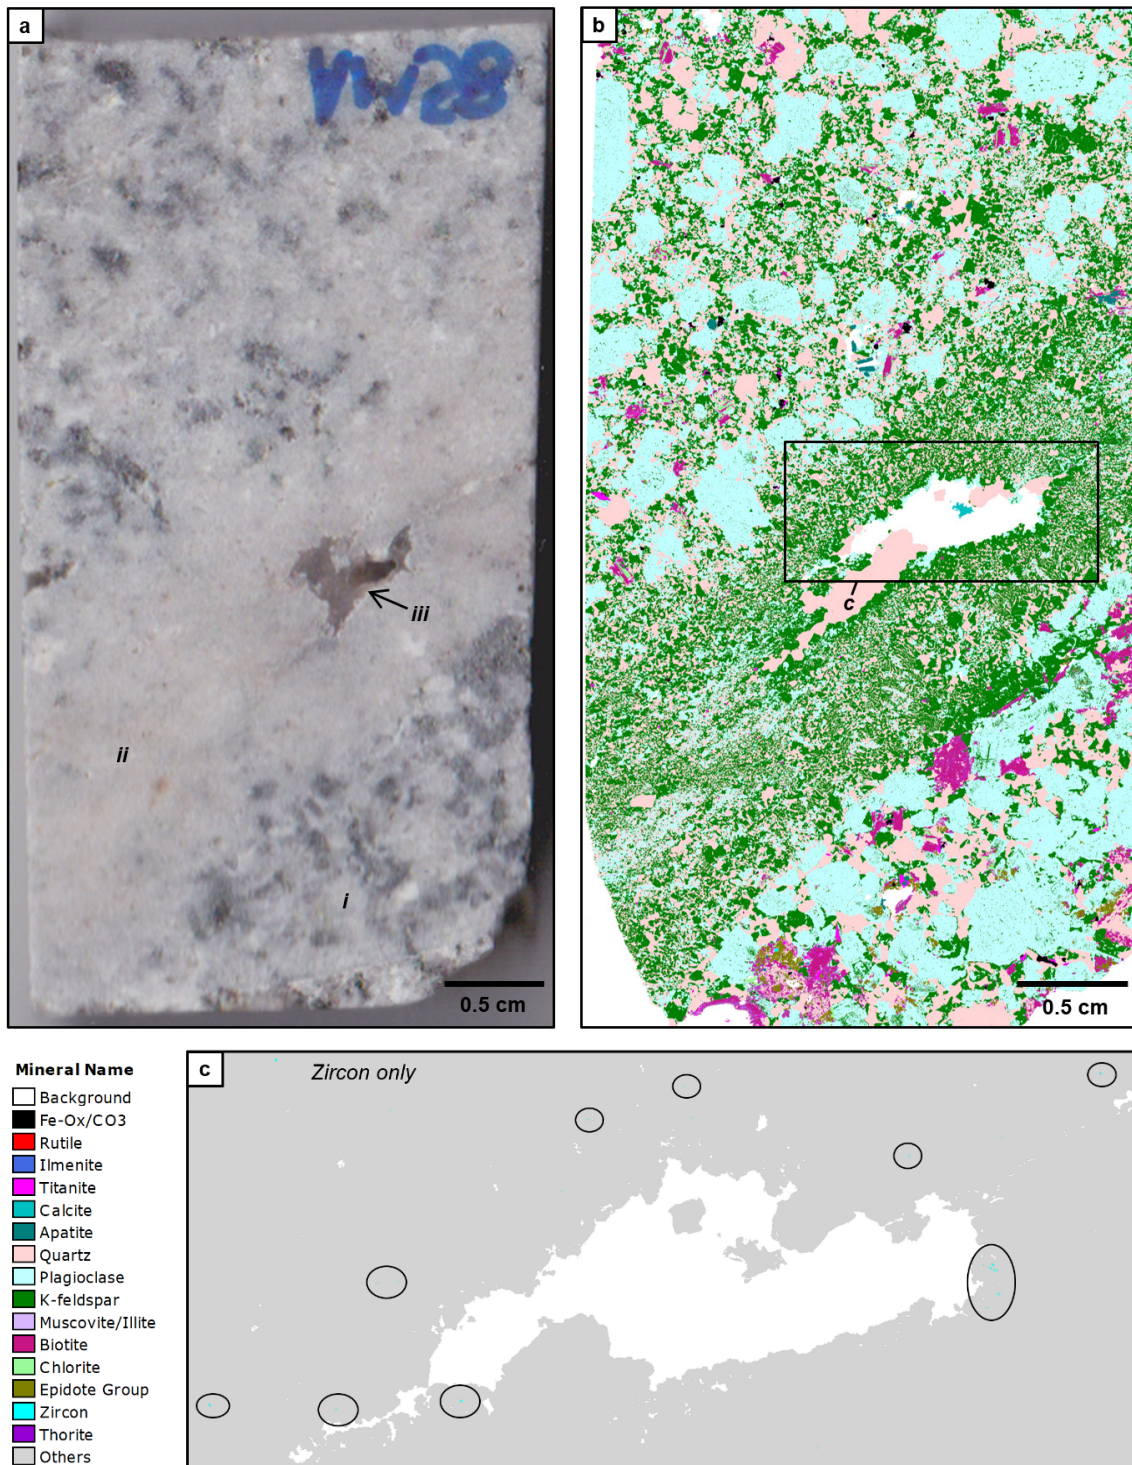 a
b
iii
ii
i
0.5 cm
c
0.5 cm
Mineral Name
Background
Fe-Ox/CO3
Rutile
Ilmenite
Titanite
Calcite
Apatite
Quartz
Plagioclase
K-feldspar
Muscovite/Illite
Biotite
Chlorite
Epidote Group
Zircon
Thorite
Others
c
Zircon only